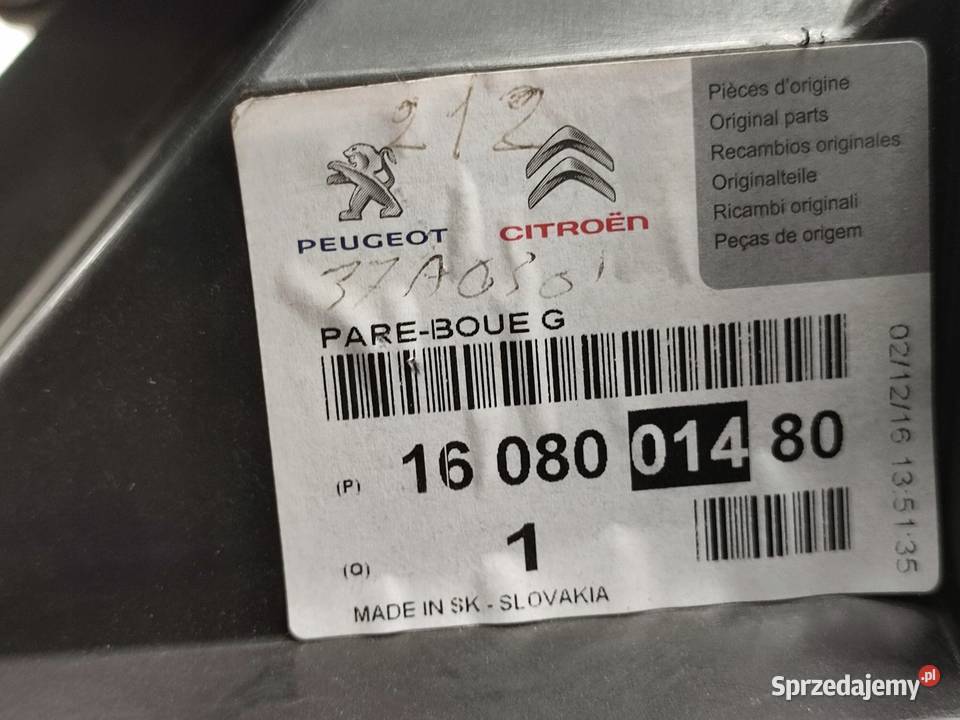 212
Pièces d'origine
Original parts
Recambios originales
Originalteile
Ricambi originali
Peças de origem
PEUGEOT
CITROËN
PARE-BOUE G
(P) 16 080 014 80
(Q) 1
MADE IN SK - SLOVAKIA
02/12/16 13:51:35
Sprzedajemy.pl